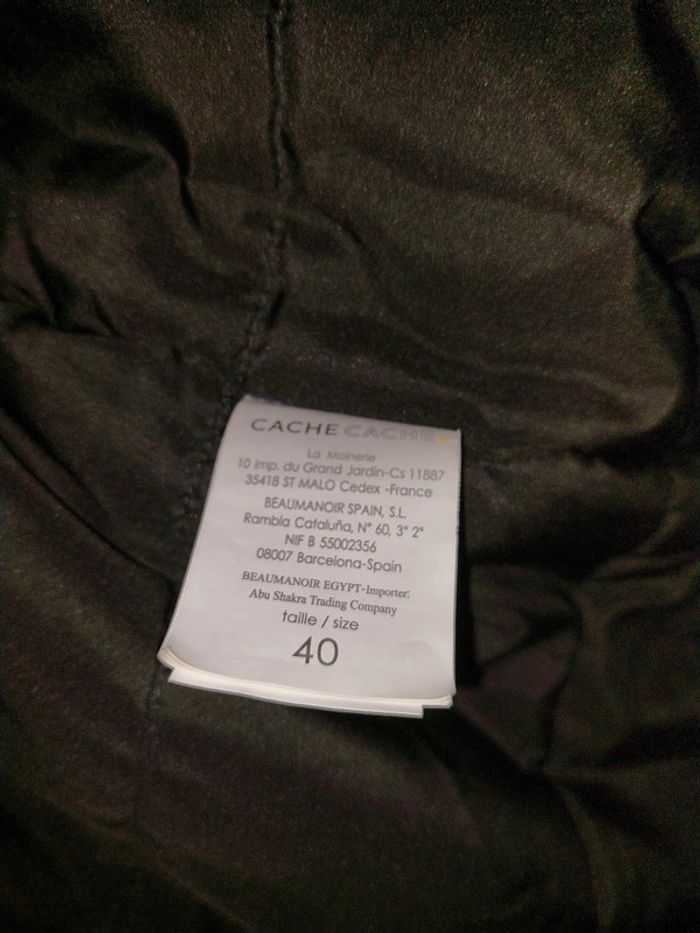 CACHE CACHE.
La Moinerie
10 imp. du Grand Jardin-Cs 11887
35418 ST MALO Cedex -France
BEAUMANOIR SPAIN, S.L.
Rambla Cataluña, N° 60, 3° 2°
NIF B 55002356
08007 Barcelona-Spain
BEAUMANOIR EGYPT-Importer:
Abu Shakra Trading Company
taille / size
40